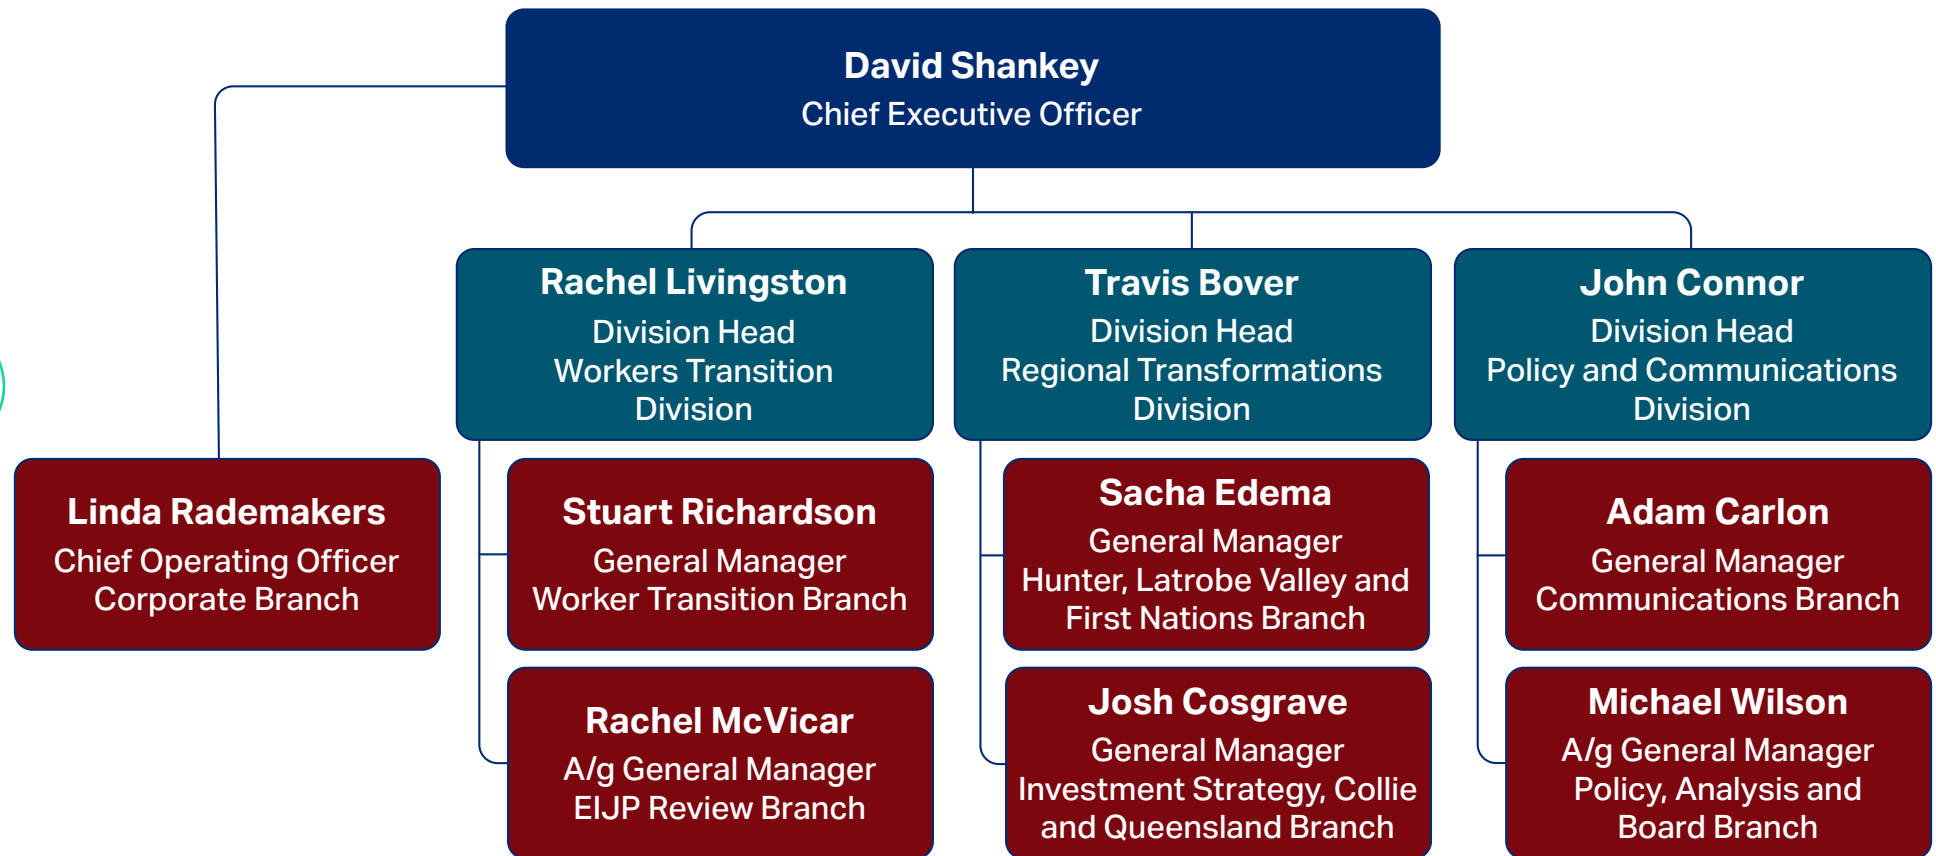 David Shankey
Chief Executive Officer
Rachel Livingston
Division Head
Workers Transition
Division
Travis Bover
Division Head
Regional Transformations
Division
John Connor
Division Head
Policy and Communications
Division
Linda Rademakers
Chief Operating Officer
Corporate Branch
Stuart Richardson
General Manager
Worker Transition Branch
Sacha Edema
General Manager
Hunter, Latrobe Valley and
First Nations Branch
Adam Carlon
General Manager
Communications Branch
Rachel McVicar
A/g General Manager
EIJP Review Branch
Josh Cosgrave
General Manager
Investment Strategy, Collie
and Queensland Branch
Michael Wilson
A/g General Manager
Policy, Analysis and
Board Branch